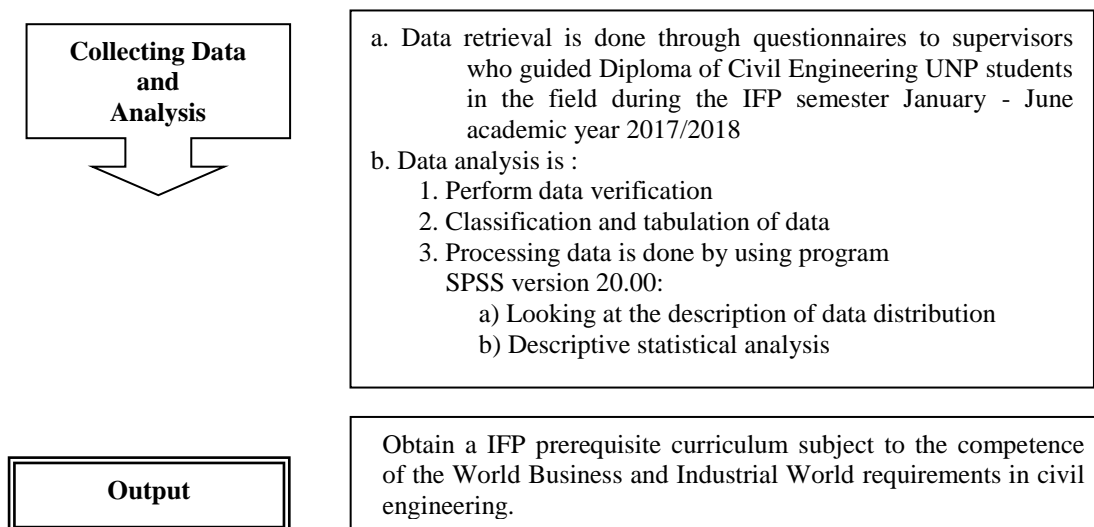 Collecting Data
and
Analysis
a. Data retrieval is done through questionnaires to supervisors
who guided Diploma of Civil Engineering UNP students
in the field during the IFP semester January - June
academic year 2017/2018
b. Data analysis is :
1. Perform data verification
2. Classification and tabulation of data
3. Processing data is done by using program
SPSS version 20.00:
a) Looking at the description of data distribution
b) Descriptive statistical analysis
Output
Obtain a IFP prerequisite curriculum subject to the competence
of the World Business and Industrial World requirements in civil
engineering.